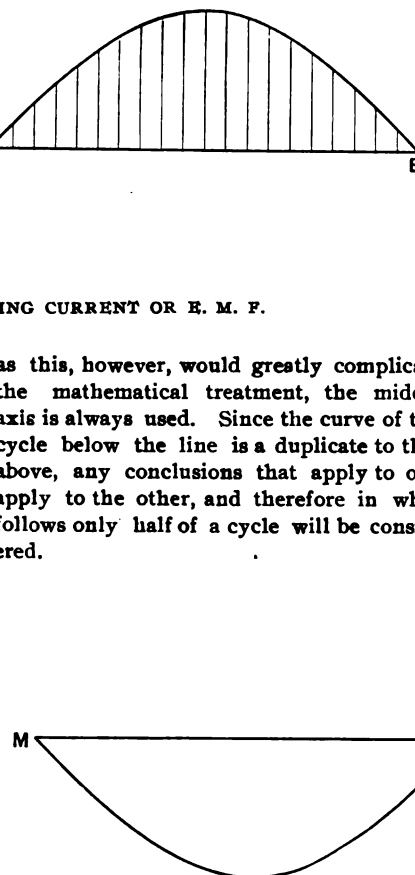 E
ING CURRENT OR E. M. F.
as this, however, would greatly complica
the mathematical treatment, the mid
axis is always used. Since the curve of t
cycle below the line is a duplicate to th
above, any conclusions that apply to o
apply to the other, and therefore in wh
follows only half of a cycle will be cons
ered.
M